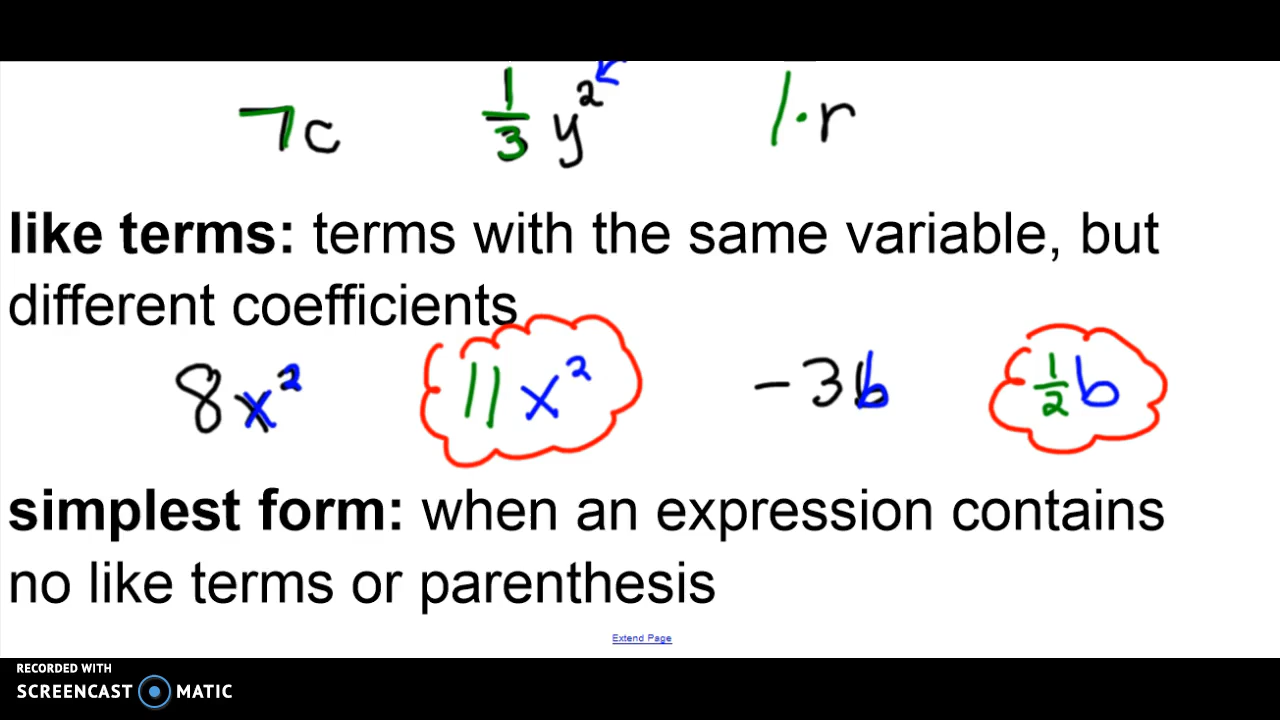 7c 1/3 y² 1·r
like terms: terms with the same variable, but
different coefficients
8x² 11x² -3b 1/2 b
simplest form: when an expression contains
no like terms or parenthesis
Extend Page
RECORDED WITH
SCREENCAST MATIC